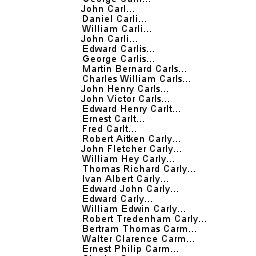 John Carl...
Daniel Carli...
William Carli...
John Carli...
Edward Carlis...
George Carlis...
Martin Bernard Carls...
Charles William Carls...
John Henry Carls...
John Victor Carls...
Edward Henry Carlt...
Ernest Carlt...
Fred Carlt...
Robert Aitken Carly...
John Fletcher Carly...
William Hey Carly...
Thomas Richard Carly...
Ivan Albert Carly...
Edward John Carly...
Edward Carly...
William Edwin Carly...
Robert Tredenham Carly...
Bertram Thomas Carm...
Walter Clarence Carm...
Ernest Philip Carm...